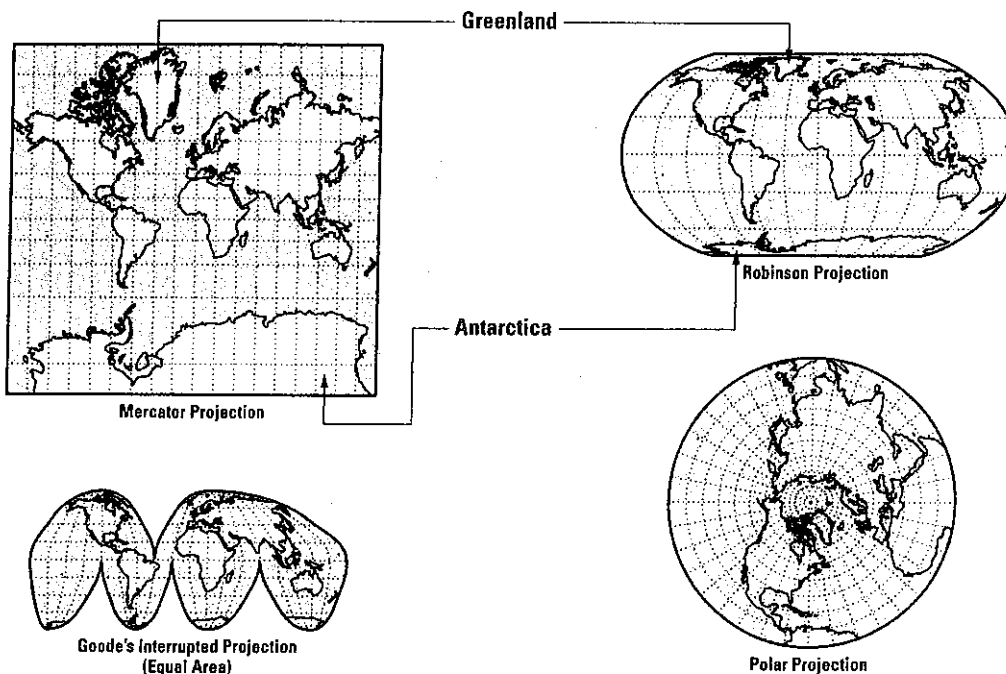 Greenland
Robinson Projection
Antarctica
Mercator Projection
Goode's Interrupted Projection
(Equal Area)
Polar Projection